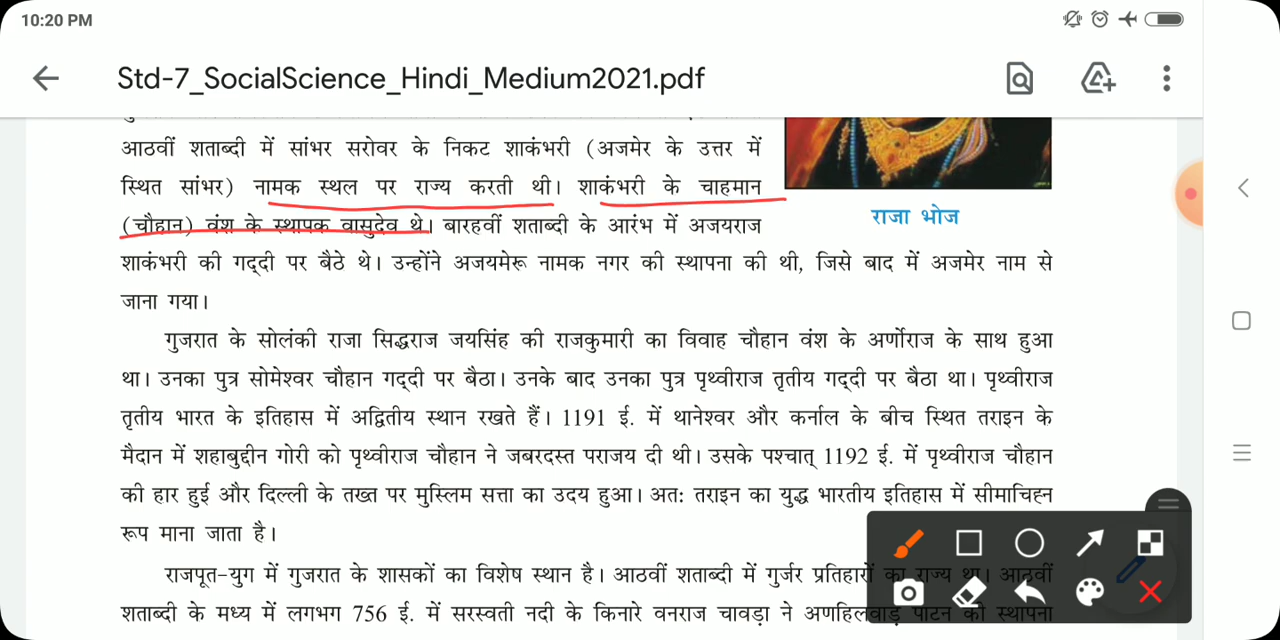 10:20 PM
Std-7_SocialScience_Hindi_Medium2021.pdf
आठवीं शताब्दी में सांभर सरोवर के निकट शाकंभरी (अजमेर के उत्तर में
स्थित सांभर) नामक स्थल पर राज्य करती थी। शाकंभरी के चाहमान
(चौहान) वंश के स्थापक वासुदेव थे। बारहवीं शताब्दी के आरंभ में अजयराज
राजा भोज
शाकंभरी की गद्दी पर बैठे थे। उन्होंने अजयमेरू नामक नगर की स्थापना की थी, जिसे बाद में अजमेर नाम से
जाना गया।
गुजरात के सोलंकी राजा सिद्धराज जयसिंह की राजकुमारी का विवाह चौहान वंश के अर्णोराज के साथ हुआ
था। उनका पुत्र सोमेश्वर चौहान गद्दी पर बैठा। उनके बाद उनका पुत्र पृथ्वीराज तृतीय गद्दी पर बैठा था। पृथ्वीराज
तृतीय भारत के इतिहास में अद्वितीय स्थान रखते हैं। 1191 ई. में थानेश्वर और कर्नाल के बीच स्थित तराइन के
मैदान में शहाबुद्दीन गोरी को पृथ्वीराज चौहान ने जबरदस्त पराजय दी थी। उसके पश्चात् 1192 ई. में पृथ्वीराज चौहान
की हार हुई और दिल्ली के तख्त पर मुस्लिम सत्ता का उदय हुआ। अत: तराइन का युद्ध भारतीय इतिहास में सीमाचिह्न
रूप माना जाता है।
राजपूत-युग में गुजरात के शासकों का विशेष स्थान है। आठवीं शताब्दी में गुर्जर प्रतिहारों का राज्य था। आठवीं
शताब्दी के मध्य में लगभग 756 ई. में सरस्वती नदी के किनारे वनराज चावड़ा ने अणहिलवाड़ पाटन की स्थापना